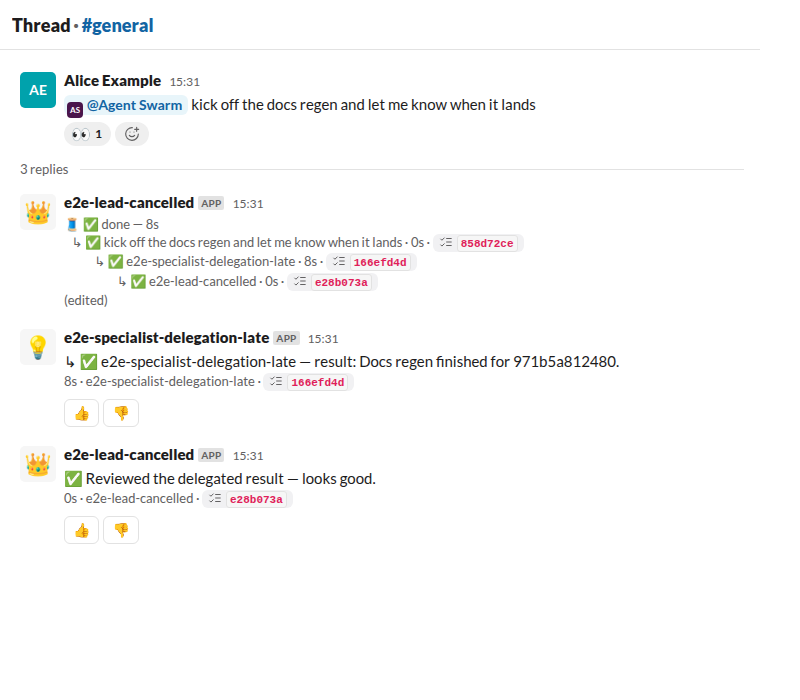 Thread · #general
AE
Alice Example 15:31
AS @Agent Swarm kick off the docs regen and let me know when it lands
👀 1
3 replies
e2e-lead-cancelled APP 15:31
🧵 ✅ done — 8s
↳ ✅ kick off the docs regen and let me know when it lands · 0s · 858d72ce
↳ ✅ e2e-specialist-delegation-late · 8s · 166efd4d
↳ ✅ e2e-lead-cancelled · 0s · e28b073a
(edited)
e2e-specialist-delegation-late APP 15:31
↳ ✅ e2e-specialist-delegation-late — result: Docs regen finished for 971b5a812480.
8s · e2e-specialist-delegation-late · 166efd4d
👍 👎
e2e-lead-cancelled APP 15:31
✅ Reviewed the delegated result — looks good.
0s · e2e-lead-cancelled · e28b073a
👍 👎